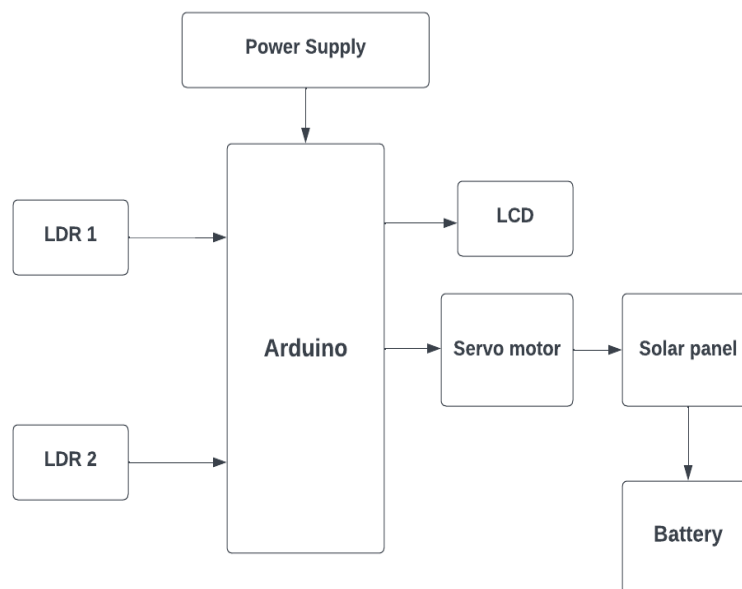 Power Supply
LDR 1
LCD
Arduino
Servo motor
Solar panel
LDR 2
Battery